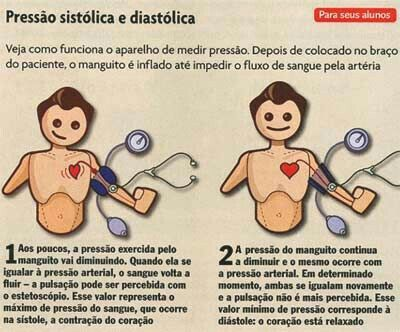 Pressão sistólica e diastólica
Para seus alunos
Veja como funciona o aparelho de medir pressão. Depois de colocado no braço
do paciente, o manguito é inflado até impedir o fluxo de sangue pela artéria
1 Aos poucos, a pressão exercida pelo
manguito vai diminuindo. Quando ela se
igualar à pressão arterial, o sangue volta a
fluir – a pulsação pode ser percebida com
o estetoscópio. Esse valor representa o
máximo de pressão do sangue, que ocorre
na sístole, a contração do coração
2 A pressão do manguito continua
a diminuir e o mesmo ocorre com
a pressão arterial. Em determinado
momento, ambas se igualam novamente
e a pulsação não é mais percebida. Esse
valor mínimo de pressão corresponde à
diástole: o coração está relaxado